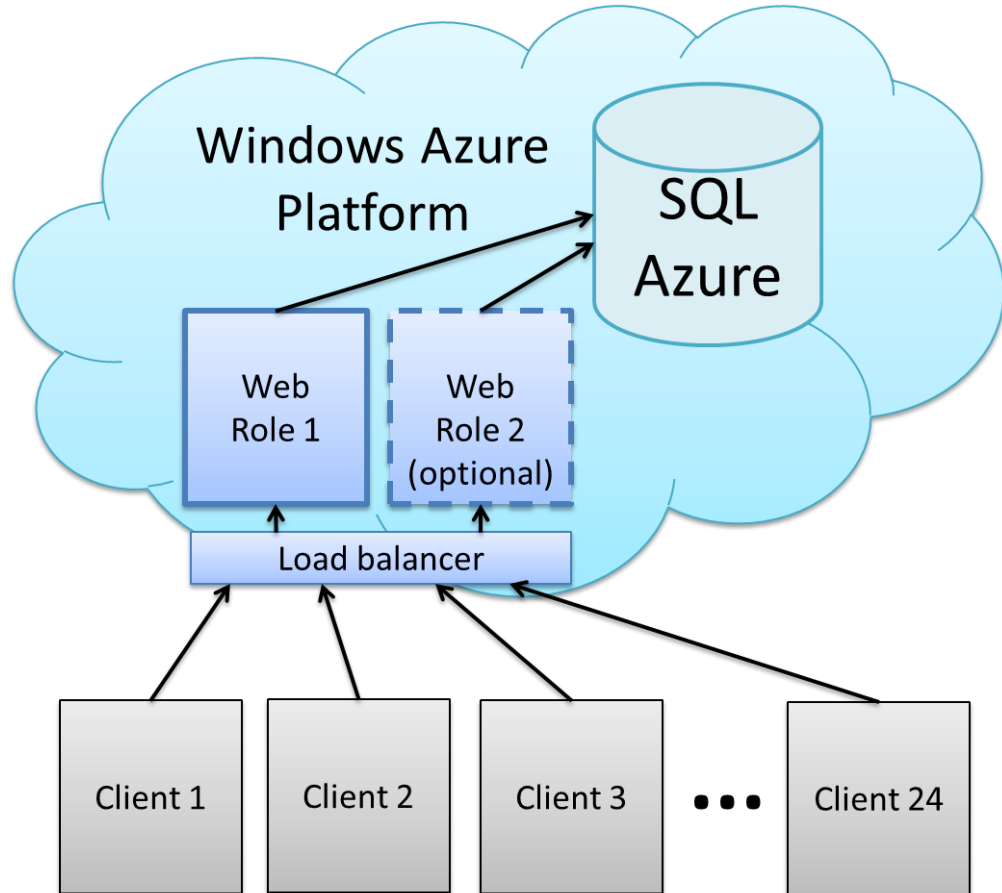 Windows Azure
Platform
SQL
Azure
Web
Role 1
Web
Role 2
(optional)
Load balancer
Client 1
Client 2
Client 3
...
Client 24